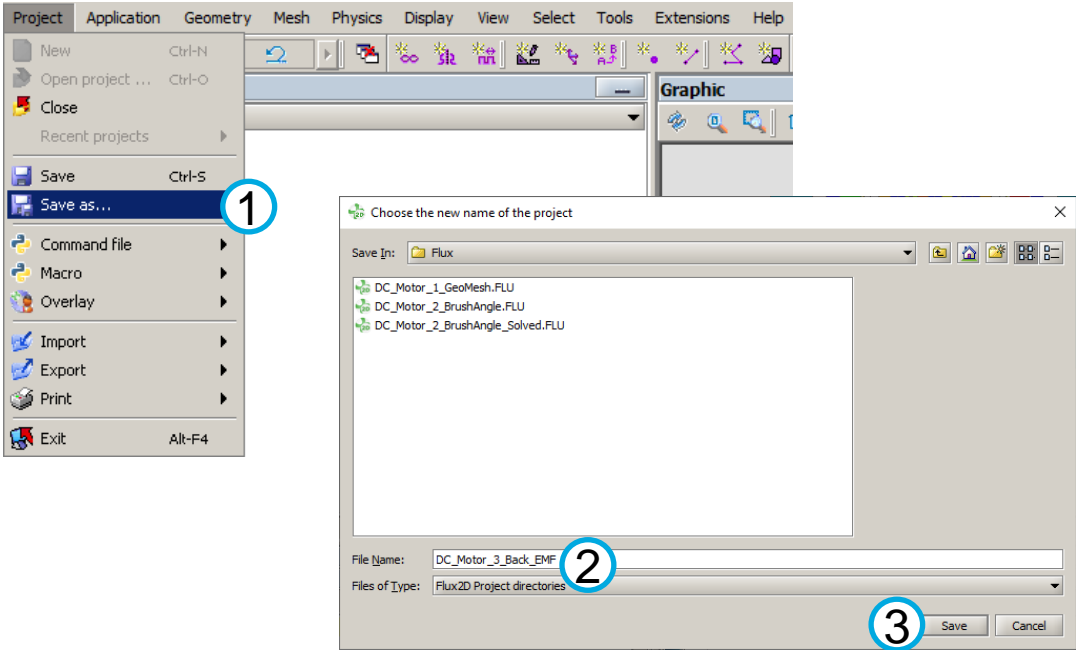 Project Application Geometry Mesh Physics Display View Select Tools Extensions Help
New Ctrl-N
Open project ... Ctrl-O
Close
Recent projects
Save Ctrl-S
Save as...
1
Command file
Macro
Overlay
Import
Export
Print
Exit Alt-F4
Graphic
Choose the new name of the project
Save In: Flux
DC_Motor_1_GeoMesh.FLU
DC_Motor_2_BrushAngle.FLU
DC_Motor_2_BrushAngle_Solved.FLU
File Name: DC_Motor_3_Back_EMF
2
Files of Type: Flux2D Project directories
3
Save Cancel